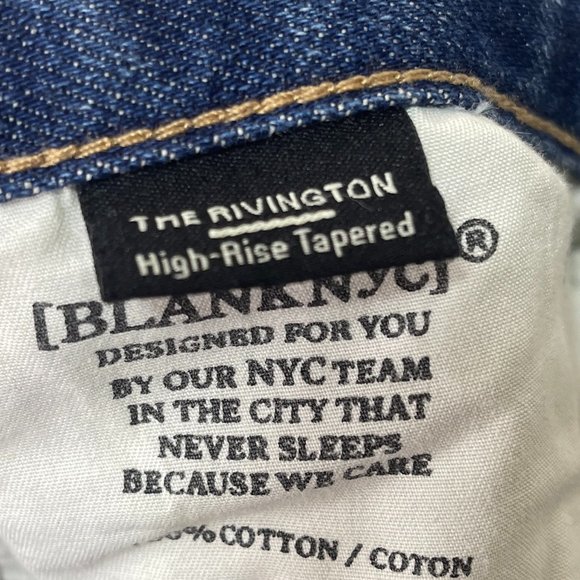 THE RIVINGTON
High-Rise Tapered
[BLANKNYC]®
DESIGNED FOR YOU
BY OUR NYC TEAM
IN THE CITY THAT
NEVER SLEEPS
BECAUSE WE CARE
% COTTON / COTON